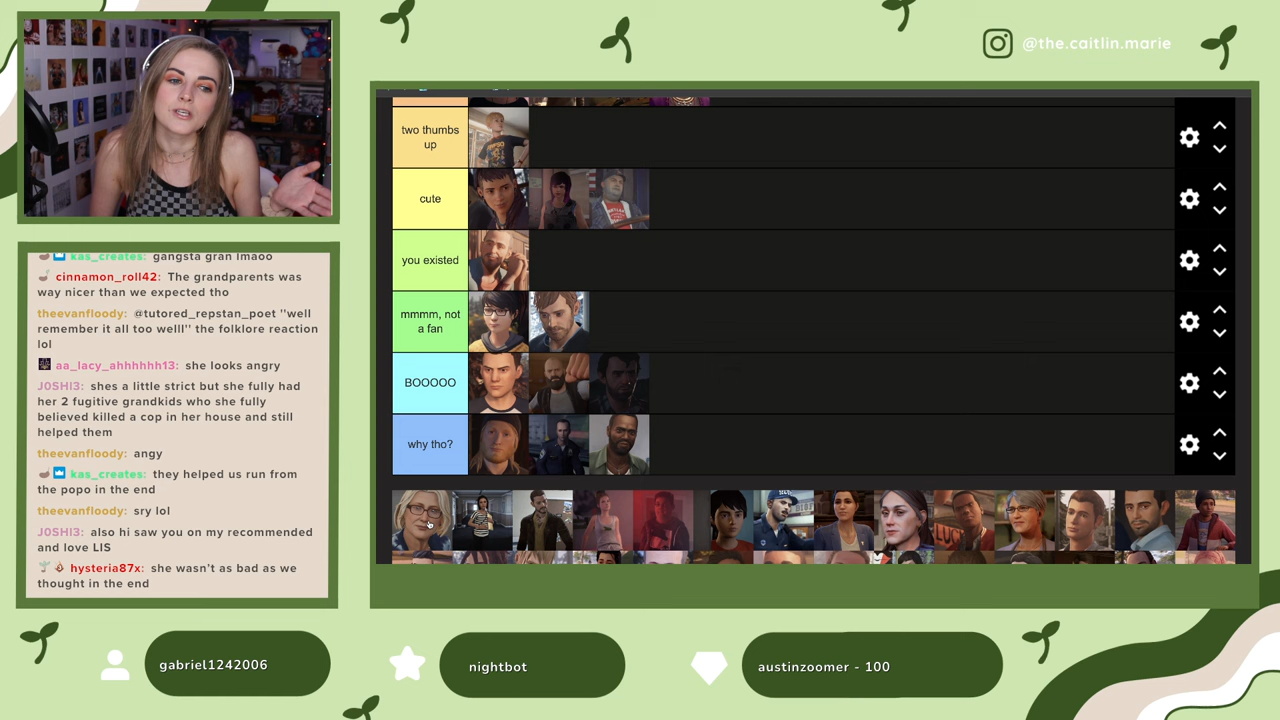 @the.caitlin.marie
two thumbs
up
cute
you existed
mmmm, not
a fan
BOOOOO
why tho?
kas_creates: gangsta gran lmaoo
cinnamon_roll42: The grandparents was
way nicer than we expected tho
theevanfloody: @tutored_repstan_poet "well
remember it all too welll" the folklore reaction
lol
aa_lacy_ahhhhhh13: she looks angry
J0SHI3: shes a little strict but she fully had
her 2 fugitive grandkids who she fully
believed killed a cop in her house and still
helped them
theevanfloody: angy
kas_creates: they helped us run from
the popo in the end
theevanfloody: sry lol
J0SHI3: also hi saw you on my recommended
and love LIS
hysteria87x: she wasn't as bad as we
thought in the end
gabriel1242006
nightbot
austinzoomer - 100